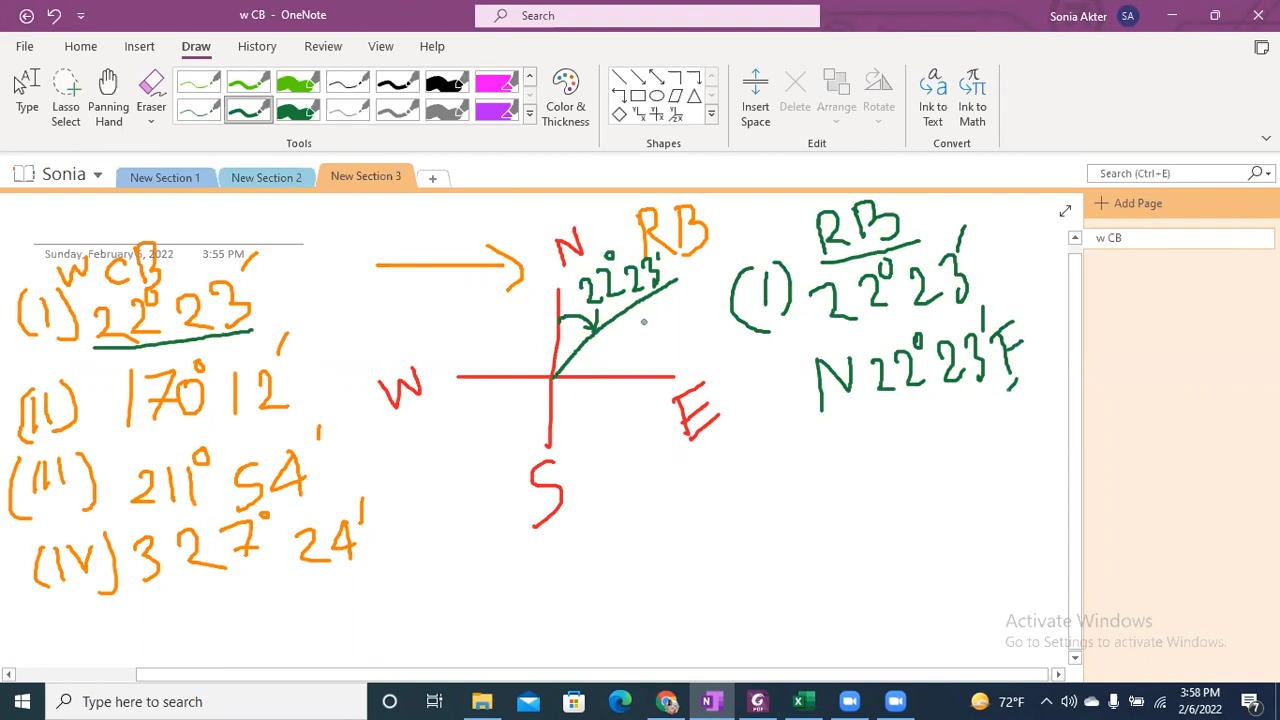 w CB - OneNote
Search
Sonia Akter
SA
File
Home
Insert
Draw
History
Review
View
Help
Type
Lasso Select
Panning Hand
Eraser
Color & Thickness
Insert Space
Delete
Arrange
Rotate
Ink to Text
Ink to Math
Tools
Shapes
Edit
Convert
Sonia
New Section 1
New Section 2
New Section 3
Search (Ctrl+E)
Add Page
w CB
Sunday, February 6, 2022 3:55 PM
W CB
(I) 22° 23'
(II) 170° 12'
(III) 211° 54'
(IV) 327° 24'
RB
N
22° 23'
W
E
S
RB
(1) 22° 23'
N 22° 23' E
Activate Windows
Go to Settings to activate Windows.
Type here to search
72°F
3:58 PM
2/6/2022
7